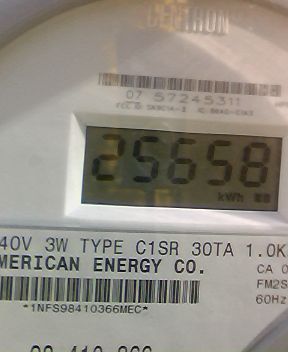 CENTRON
07 57245311
25658
kWh
40V 3W TYPE C1SR 30TA 1.0K
MERICAN ENERGY CO.
CA 0
FM2S
60Hz
*1NFS98410366MEC*